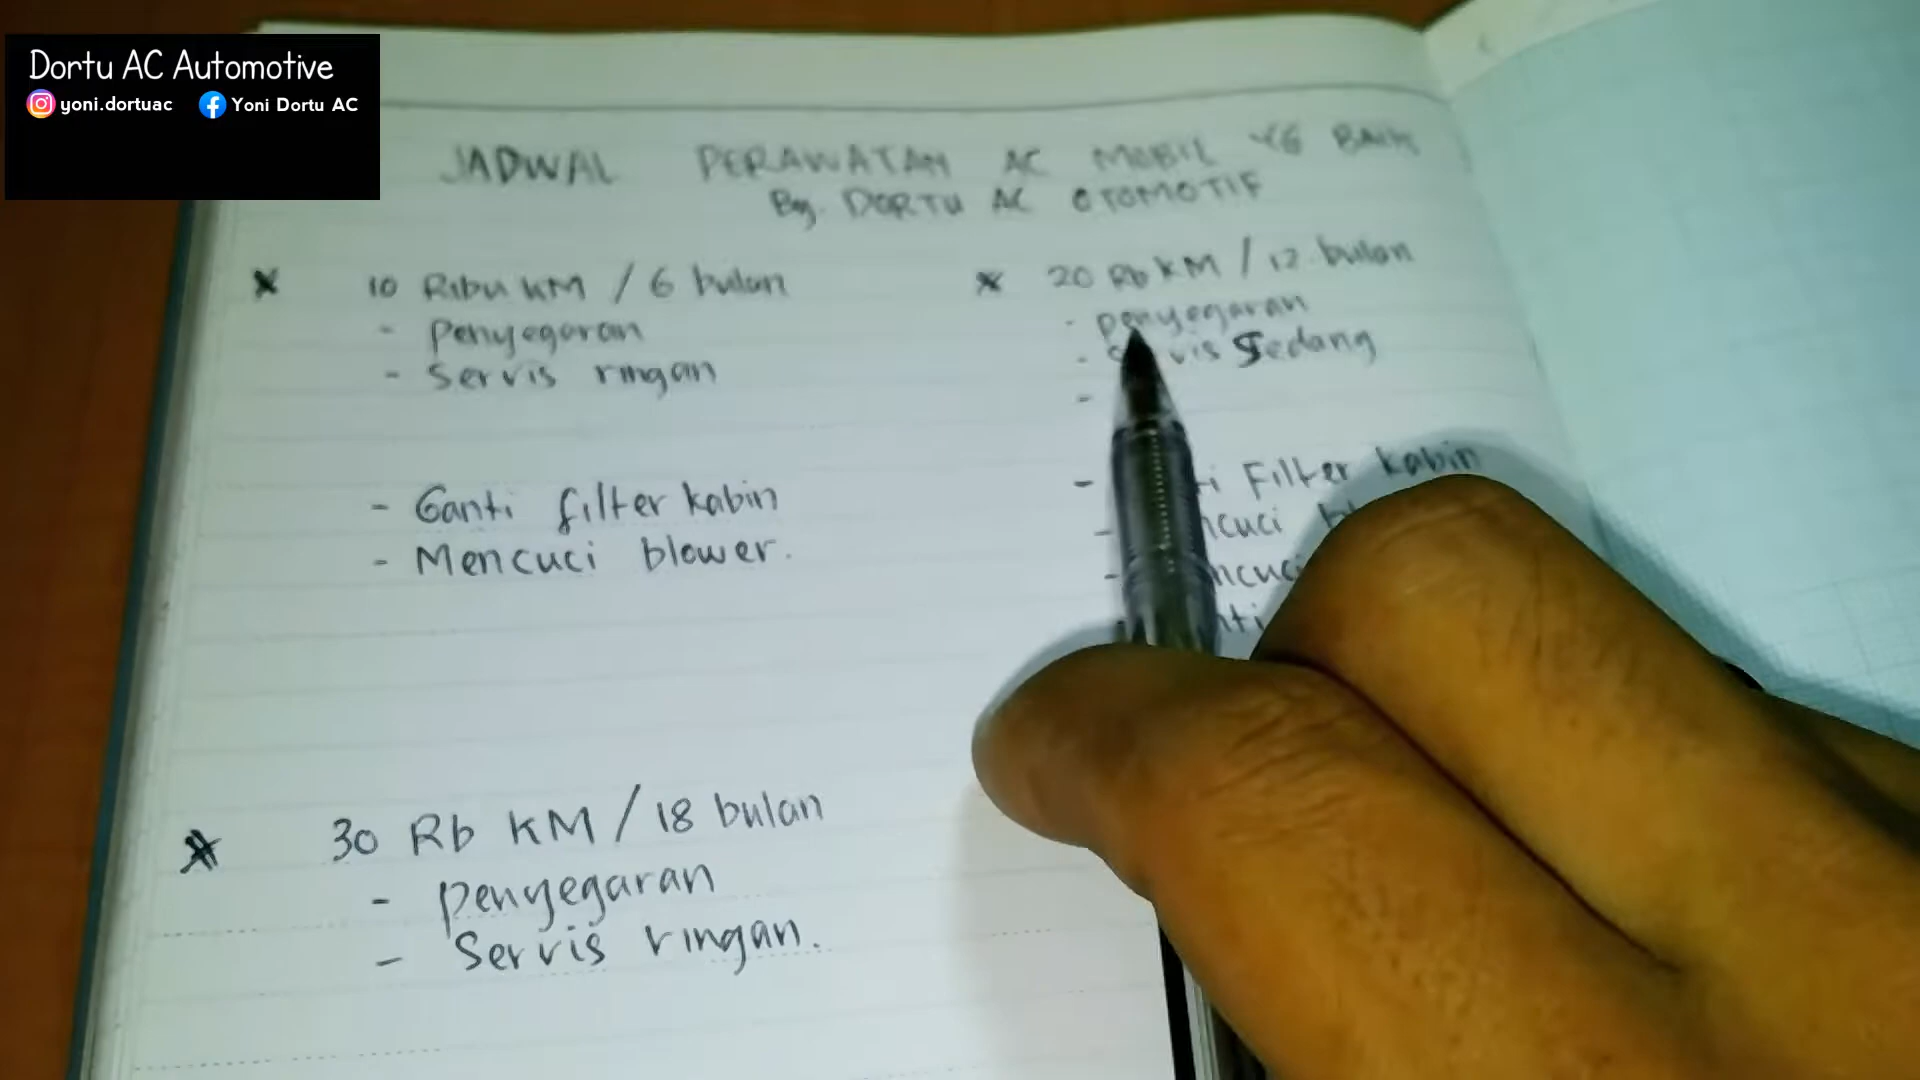 Dortu AC Automotive
yoni.dortuac Yoni Dortu AC
JADWAL PERAWATAN AC MOBIL YG BAIK
By. DORTU AC OTOMOTIF
10 Ribu KM / 6 bulan
- Penyegaran
- Servis ringan
- Ganti filter kabin
- Mencuci blower.
20 Rb KM / 12 bulan
- penyegaran
- Sedang
-
- Filter kabin
30 Rb KM / 18 bulan
- penyegaran
- Servis ringan.